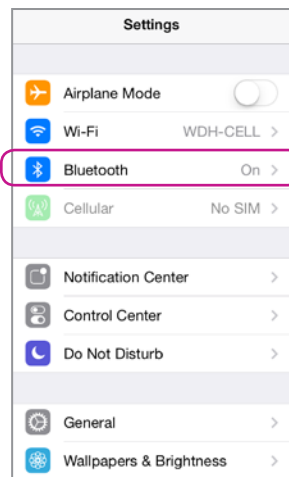 Settings
Airplane Mode
Wi-Fi WDH-CELL
Bluetooth On
Cellular No SIM
Notification Center
Control Center
Do Not Disturb
General
Wallpapers & Brightness